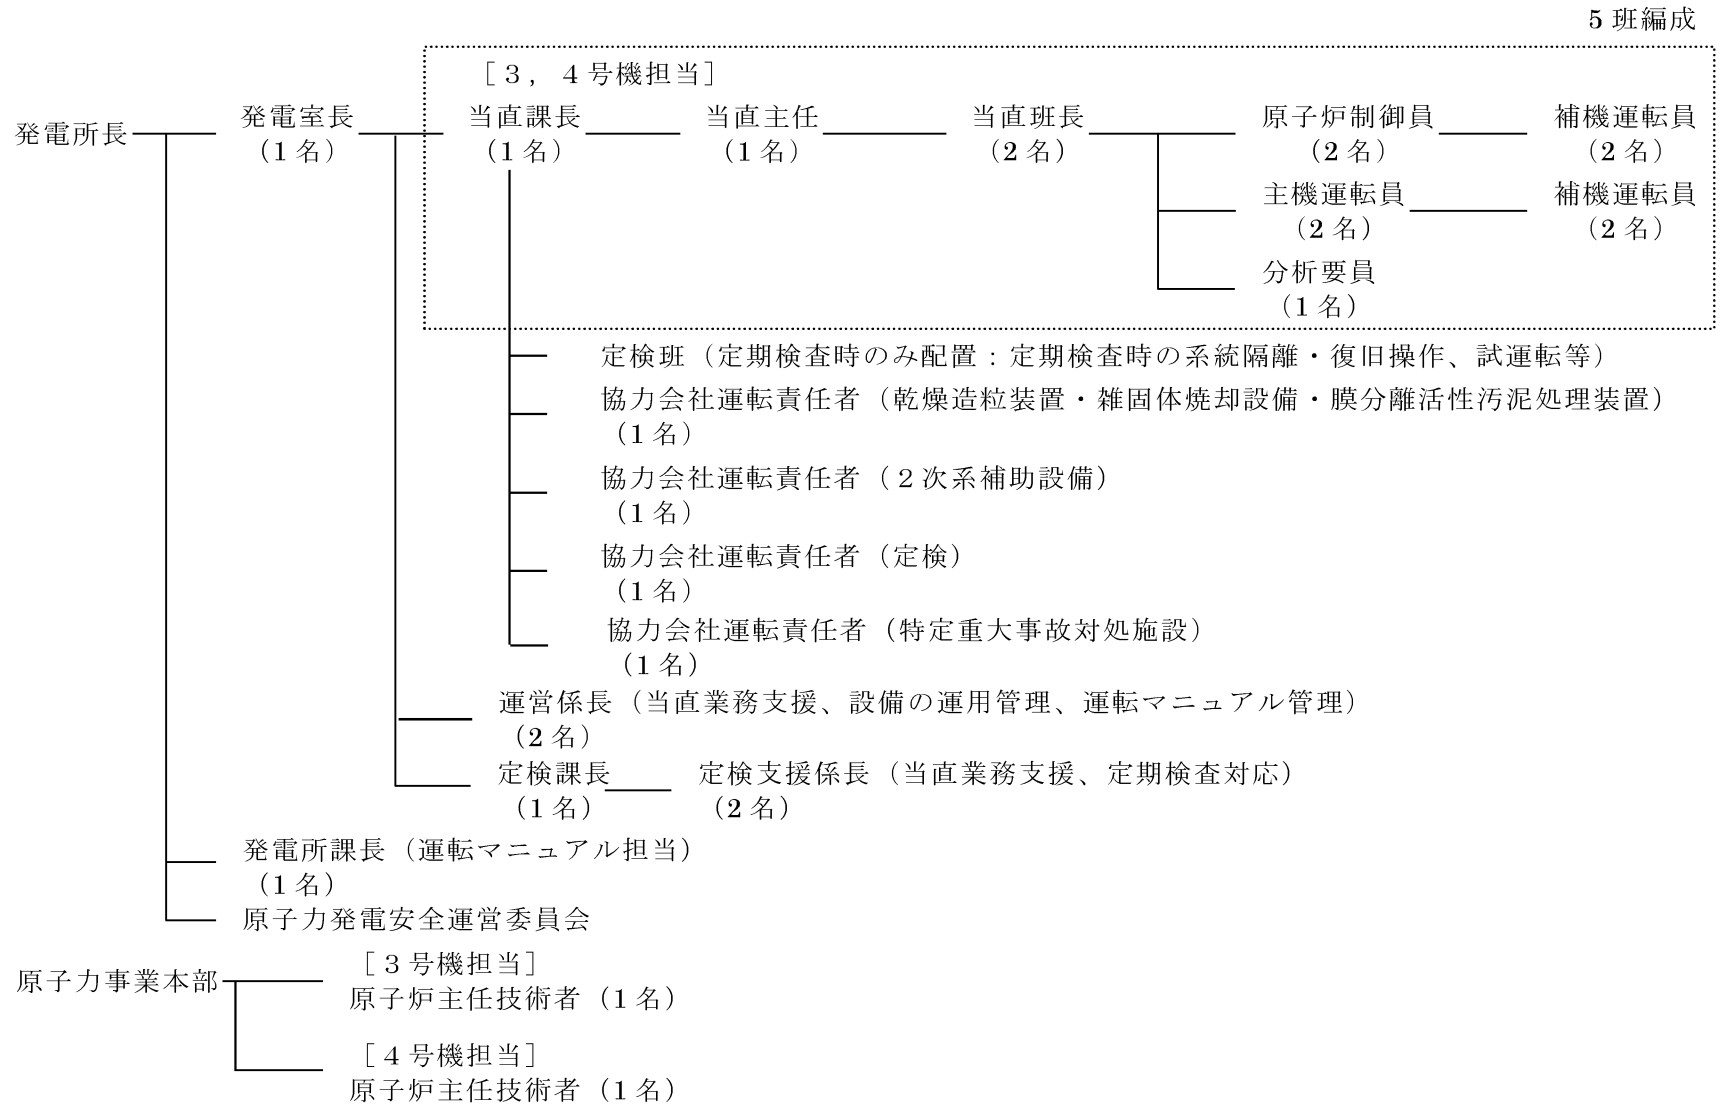 5 班編成
［３，４号機担当］
発電所長
発電室長
（1 名）
当直課長
（1 名）
当直主任
（1 名）
当直班長
（2 名）
原子炉制御員
（2 名）
補機運転員
（2 名）
主機運転員
（2 名）
補機運転員
（2 名）
分析要員
（1 名）
定検班（定期検査時のみ配置：定期検査時の系統隔離・復旧操作、試運転等）
協力会社運転責任者（乾燥造粒装置・雑固体焼却設備・膜分離活性汚泥処理装置）
（1 名）
協力会社運転責任者（２次系補助設備）
（1 名）
協力会社運転責任者（定検）
（1 名）
協力会社運転責任者（特定重大事故対処施設）
（1 名）
運営係長（当直業務支援、設備の運用管理、運転マニュアル管理）
（2 名）
定検課長
（1 名）
定検支援係長（当直業務支援、定期検査対応）
（2 名）
発電所課長（運転マニュアル担当）
（1 名）
原子力発電安全運営委員会
原子力事業本部
［３号機担当］
原子炉主任技術者（1 名）
［４号機担当］
原子炉主任技術者（1 名）